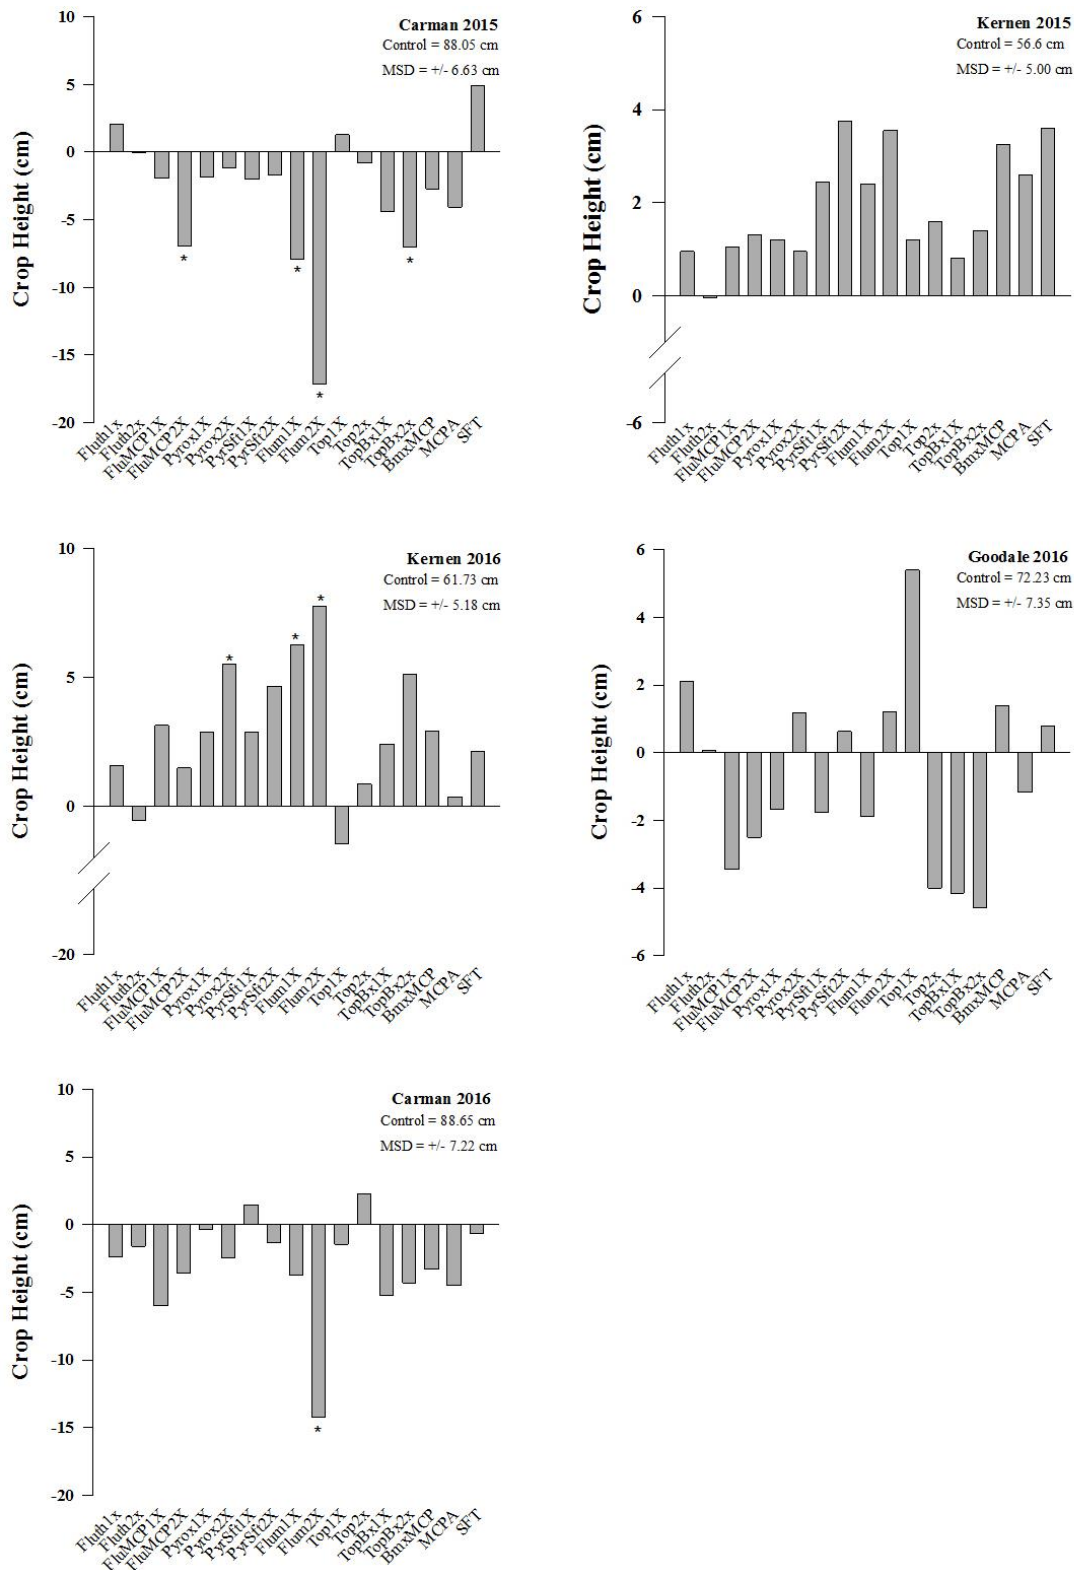 Carman 2015
Control = 88.05 cm
MSD = +/- 6.63 cm
Crop Height (cm)
10
5
0
-5
-10
-15
-20
*
*
*
*
Fluth1x
Fluth2x
FluMCP1X
FluMCP2X
Pyrox1X
Pyrox2X
PyrSft1X
PyrSft2X
Flum1X
Flum2X
Top1X
Top2x
TopBx1X
TopBx2x
BmxMCP
MCPA
SFT
Kernen 2015
Control = 56.6 cm
MSD = +/- 5.00 cm
Crop Height (cm)
6
4
2
0
-6
Fluth1x
Fluth2x
FluMCP1X
FluMCP2X
Pyrox1X
Pyrox2X
PyrSft1X
PyrSft2X
Flum1X
Flum2X
Top1X
Top2x
TopBx1X
TopBx2x
BmxMCP
MCPA
SFT
Kernen 2016
Control = 61.73 cm
MSD = +/- 5.18 cm
Crop Height (cm)
10
5
0
-20
*
*
*
Fluth1x
Fluth2x
FluMCP1X
FluMCP2X
Pyrox1X
Pyrox2X
PyrSft1X
PyrSft2X
Flum1X
Flum2X
Top1X
Top2x
TopBx1X
TopBx2x
BmxMCP
MCPA
SFT
Goodale 2016
Control = 72.23 cm
MSD = +/- 7.35 cm
Crop Height (cm)
6
4
2
0
-2
-4
-6
Fluth1x
Fluth2x
FluMCP1X
FluMCP2X
Pyrox1X
Pyrox2X
PyrSft1X
PyrSft2X
Flum1X
Flum2X
Top1X
Top2x
TopBx1X
TopBx2x
BmxMCP
MCPA
SFT
Carman 2016
Control = 88.65 cm
MSD = +/- 7.22 cm
Crop Height (cm)
10
5
0
-5
-10
-15
-20
*
Fluth1x
Fluth2x
FluMCP1X
FluMCP2X
Pyrox1X
Pyrox2X
PyrSft1X
PyrSft2X
Flum1X
Flum2X
Top1X
Top2x
TopBx1X
TopBx2x
BmxMCP
MCPA
SFT